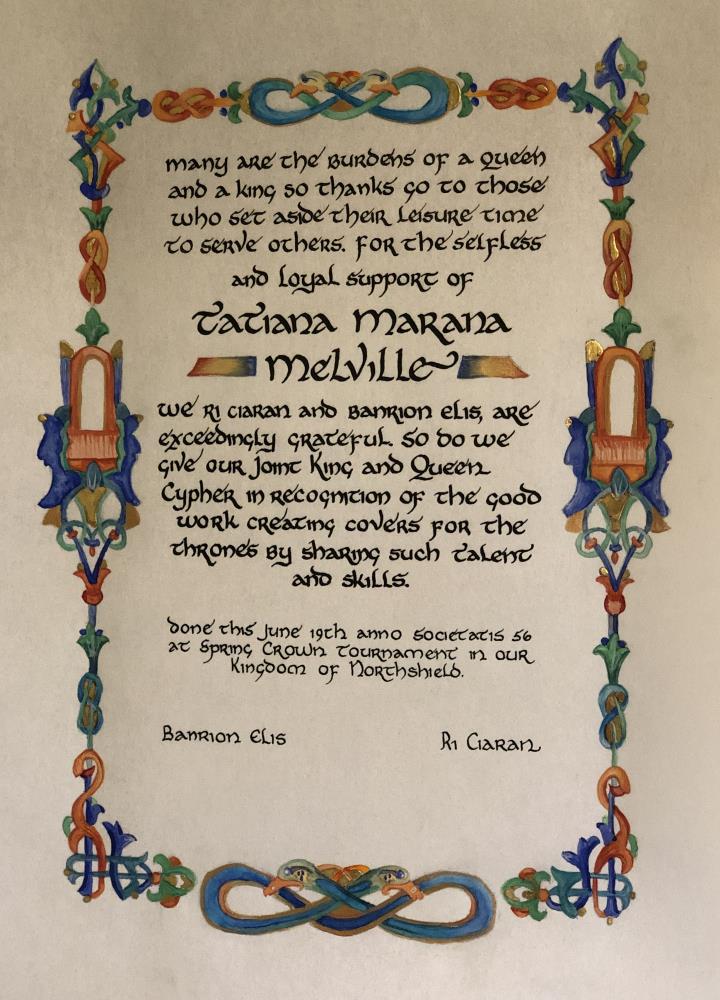 many are the Burdens of a Queen
and a king so thanks go to those
who set aside their leisure time
to serve others. For the selfless
and loyal support of
Tatiana Marana
Melville
We Ri Ciaran and Banrion Elis, are
exceedingly grateful. So do we
give our Joint King and Queen
Cypher in recognition of the good
work creating covers for the
thrones by sharing such talent
and skills.
Done this June 19th anno societatis 56
at Spring Crown Tournament in our
Kingdom of Northshield.
Banrion Elis
Ri Ciaran